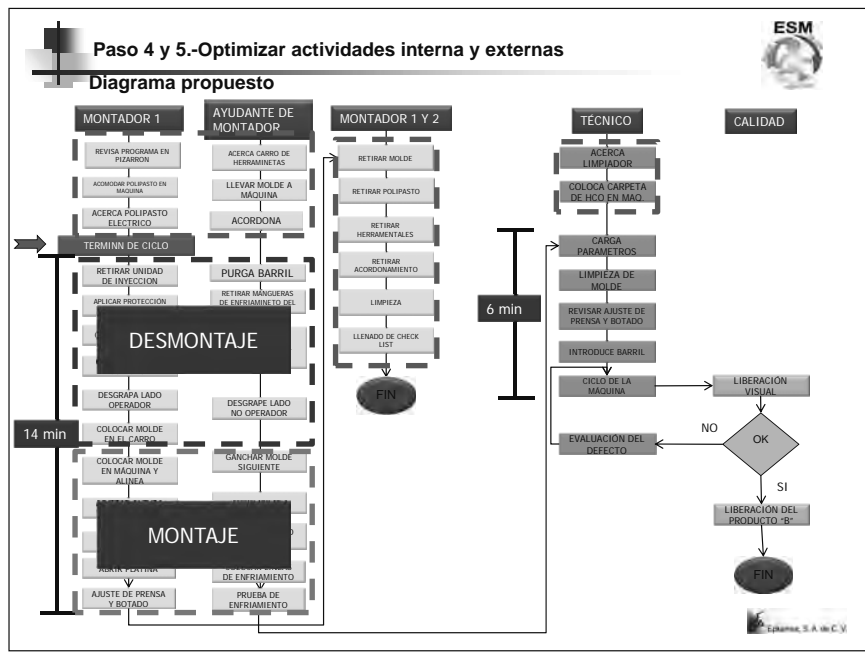 ESM
Paso 4 y 5.-Optimizar actividades interna y externas
Diagrama propuesto
MONTADOR 1
REVISA PROGRAMA EN
PIZARRON
ACOMODAR POLIPASTO EN
MAQUINA
ACERCA POLIPASTO
ELECTRICO
TERMINN DE CICLO
RETIRAR UNIDAD
DE INYECCION
APLICAR PROTECCIÓN
DESGRAPA LADO
OPERADOR
COLOCAR MOLDE
EN EL CARRO
COLOCAR MOLDE
EN MÁQUINA Y
ALINEA
ABRIR PLATINA
AJUSTE DE PRENSA
Y BOTADO
14 min
DESMONTAJE
MONTAJE
AYUDANTE DE
MONTADOR
ACERCA CARRO DE
HERRAMINETAS
LLEVAR MOLDE A
MÁQUINA
ACORDONA
PURGA BARRIL
RETIRAR MANGUERAS
DE ENFRIAMINETO DEL
DESGRAPE LADO
NO OPERADOR
GANCHAR MOLDE
SIGUIENTE
DE ENFRIAMIENTO
PRUEBA DE
ENFRIAMIENTO
MONTADOR 1 Y 2
RETIRAR MOLDE
RETIRAR POLIPASTO
RETIRAR
HERRAMENTALES
RETIRAR
ACORDONAMIENTO
LIMPIEZA
LLENADO DE CHECK
LIST
FIN
TÉCNICO
ACERCA
LIMPIADOR
COLOCA CARPETA
DE HCO EN MAQ.
CARGA
PARAMETROS
LIMPIEZA DE
MOLDE
REVISAR AJUSTE DE
PRENSA Y BOTADO
INTRODUCE BARRIL
CICLO DE LA
MÁQUINA
EVALUACIÓN DEL
DEFECTO
6 min
CALIDAD
LIBERACIÓN
VISUAL
OK
NO
SI
LIBERACIÓN DEL
PRODUCTO "B"
FIN
S.A. de C.V.